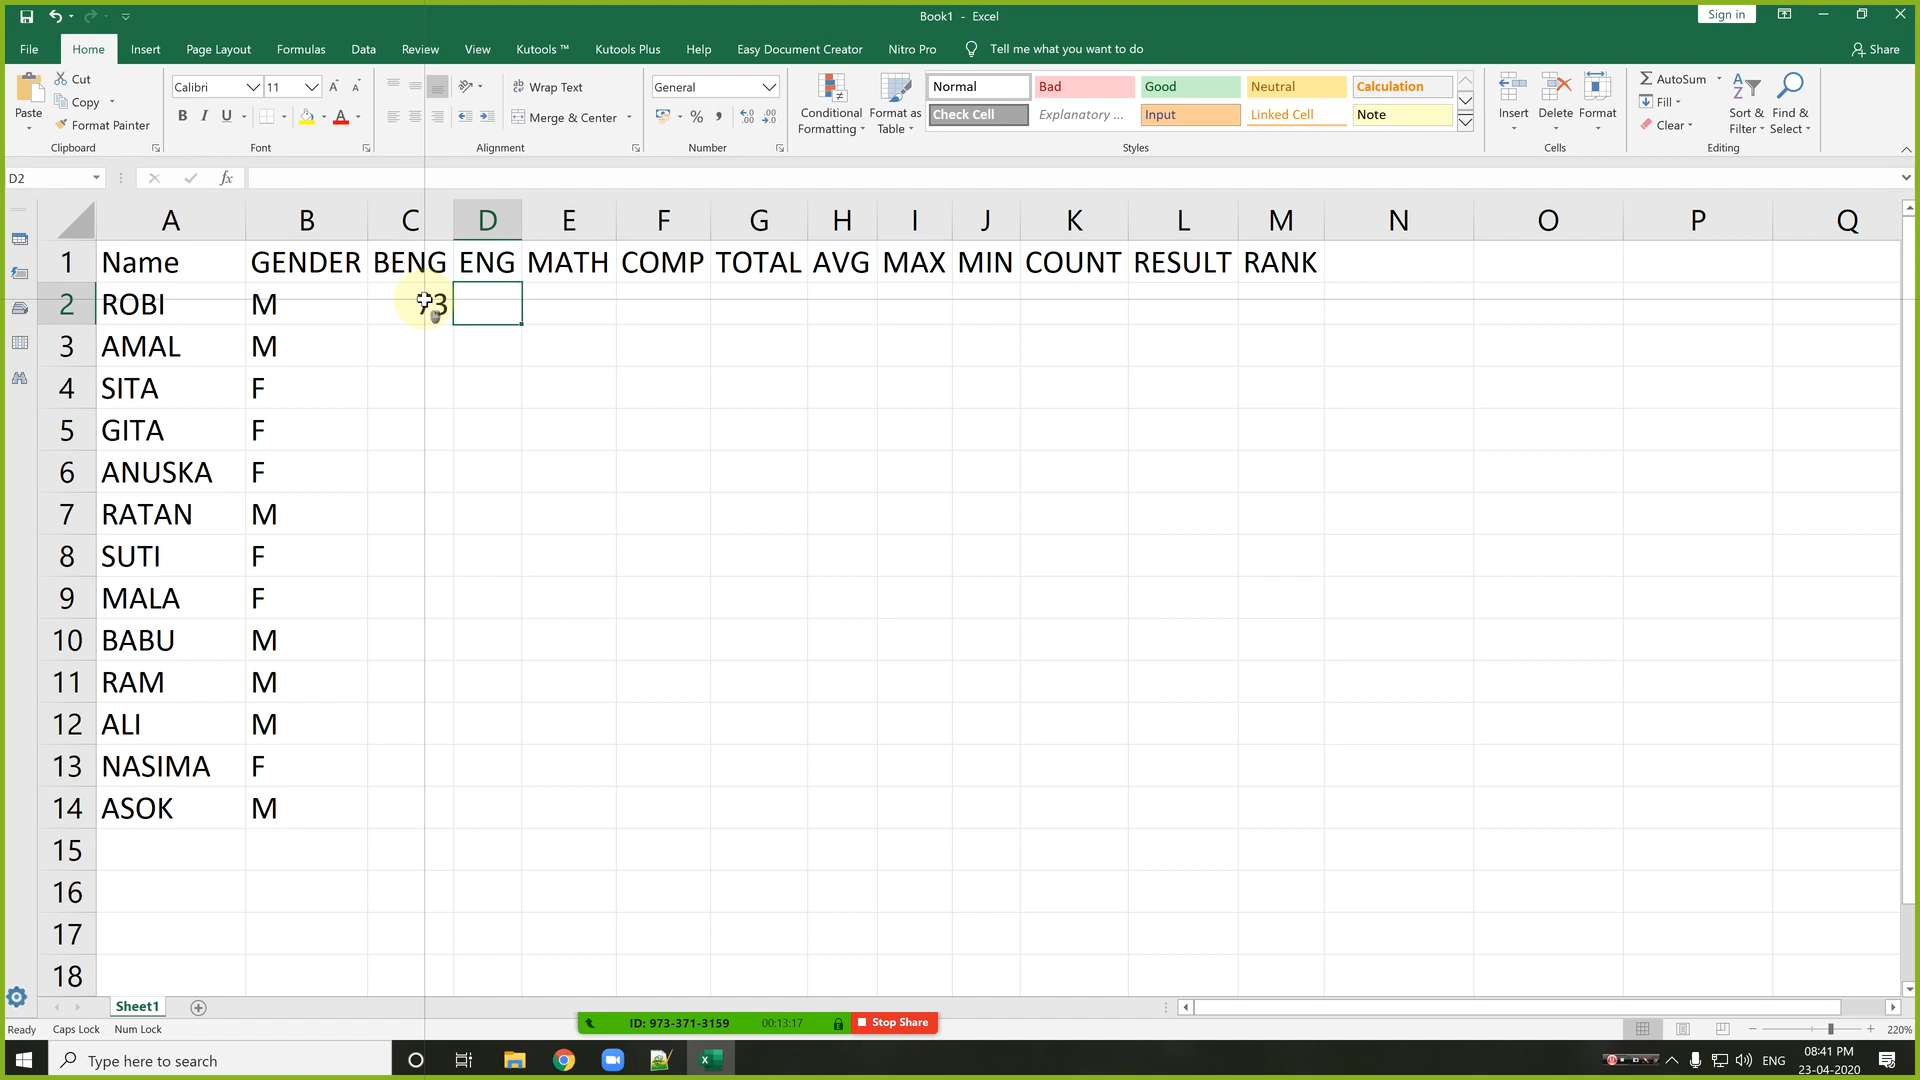 Book1 - Excel
Sign in
File Home Insert Page Layout Formulas Data Review View Kutools ™ Kutools Plus Help Easy Document Creator Nitro Pro Tell me what you want to do Share
Paste
Cut
Copy
Format Painter
Clipboard
Calibri 11
B I U
Font
Wrap Text
Merge & Center
Alignment
General
Number
Conditional Formatting
Format as Table
Normal Bad Good Neutral Calculation
Check Cell Explanatory ... Input Linked Cell Note
Styles
Insert Delete Format
Cells
AutoSum
Fill
Clear
Sort & Filter
Find & Select
Editing
D2
fx
A B C D E F G H I J K L M N O P Q
1 Name GENDER BENG ENG MATH COMP TOTAL AVG MAX MIN COUNT RESULT RANK
2 ROBI M 73
3 AMAL M
4 SITA F
5 GITA F
6 ANUSKA F
7 RATAN M
8 SUTI F
9 MALA F
10 BABU M
11 RAM M
12 ALI M
13 NASIMA F
14 ASOK M
15
16
17
18
Sheet1
Ready Caps Lock Num Lock
ID: 973-371-3159 00:13:17 Stop Share
220%
Type here to search
ENG
08:41 PM
23-04-2020